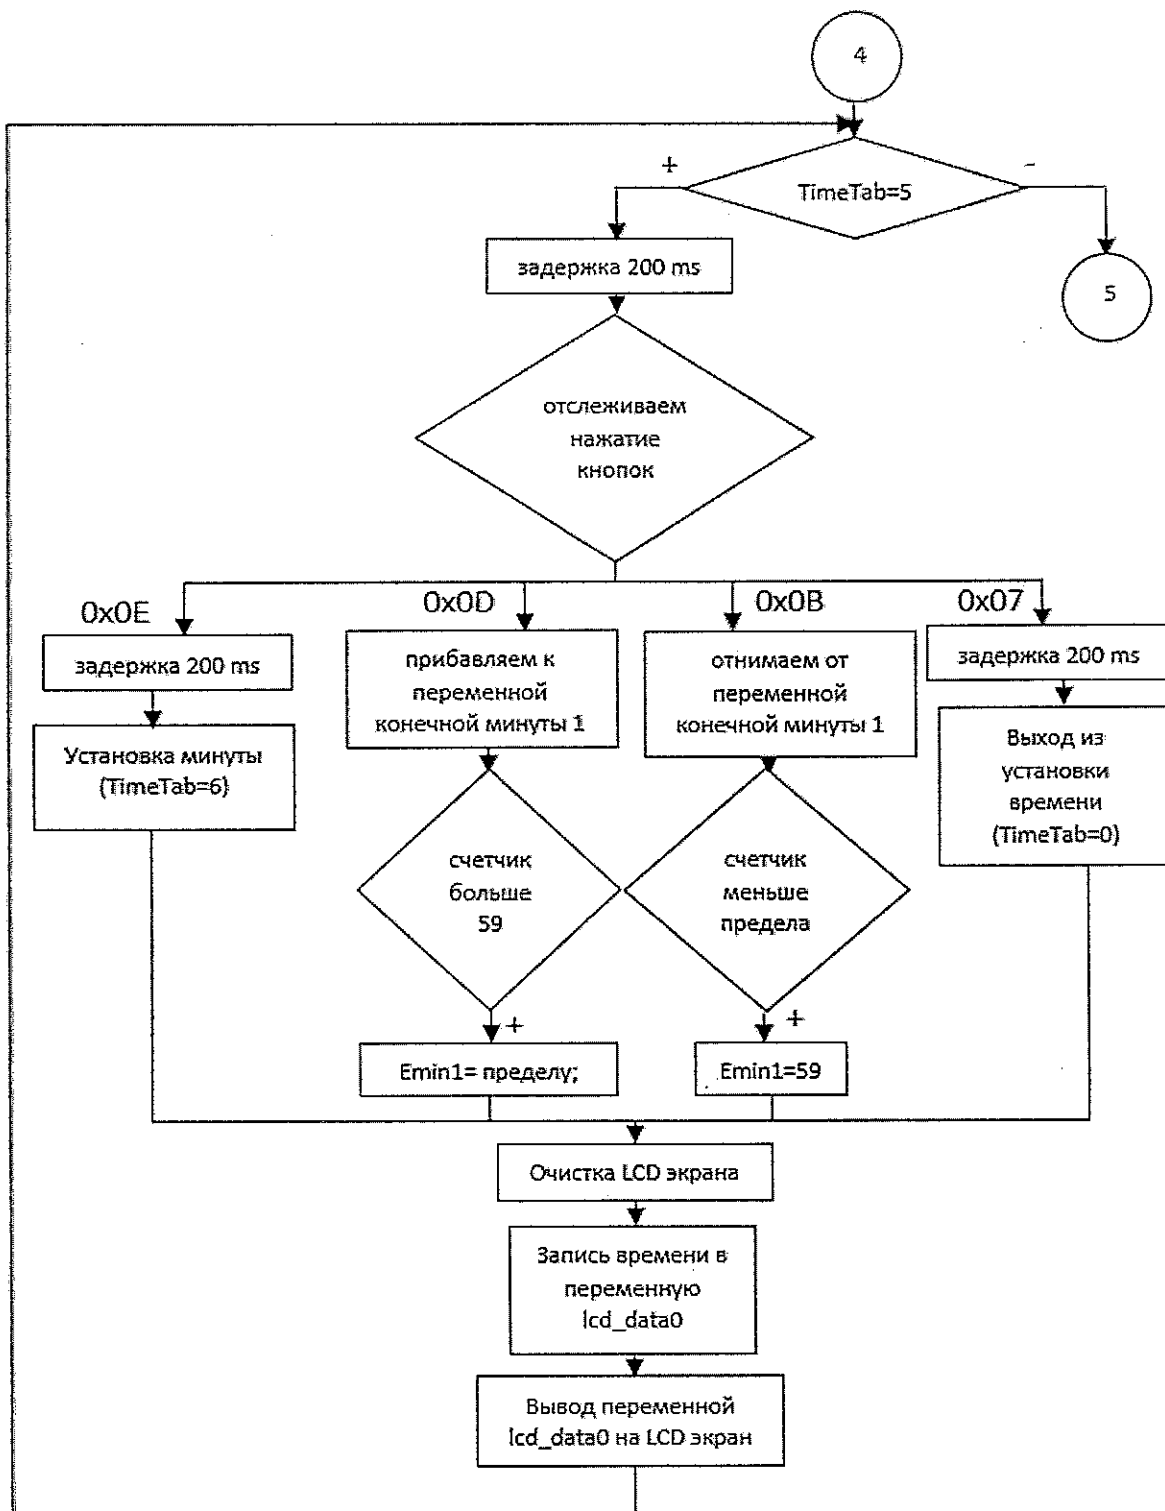 4
+
-
TimeTab=5
задержка 200 ms
5
отслеживаем
нажатие
кнопок
0x0E
0x0D
0x0B
0x07
задержка 200 ms
прибавляем к
переменной
конечной минуты 1
отнимаем от
переменной
конечной минуты 1
задержка 200 ms
Установка минуты
(TimeTab=6)
Выход из
установки
времени
(TimeTab=0)
счетчик
больше
59
счетчик
меньше
предела
+
+
Emin1= пределу;
Emin1=59
Очистка LCD экрана
Запись времени в
переменную
lcd_data0
Вывод переменной
lcd_data0 на LCD экран